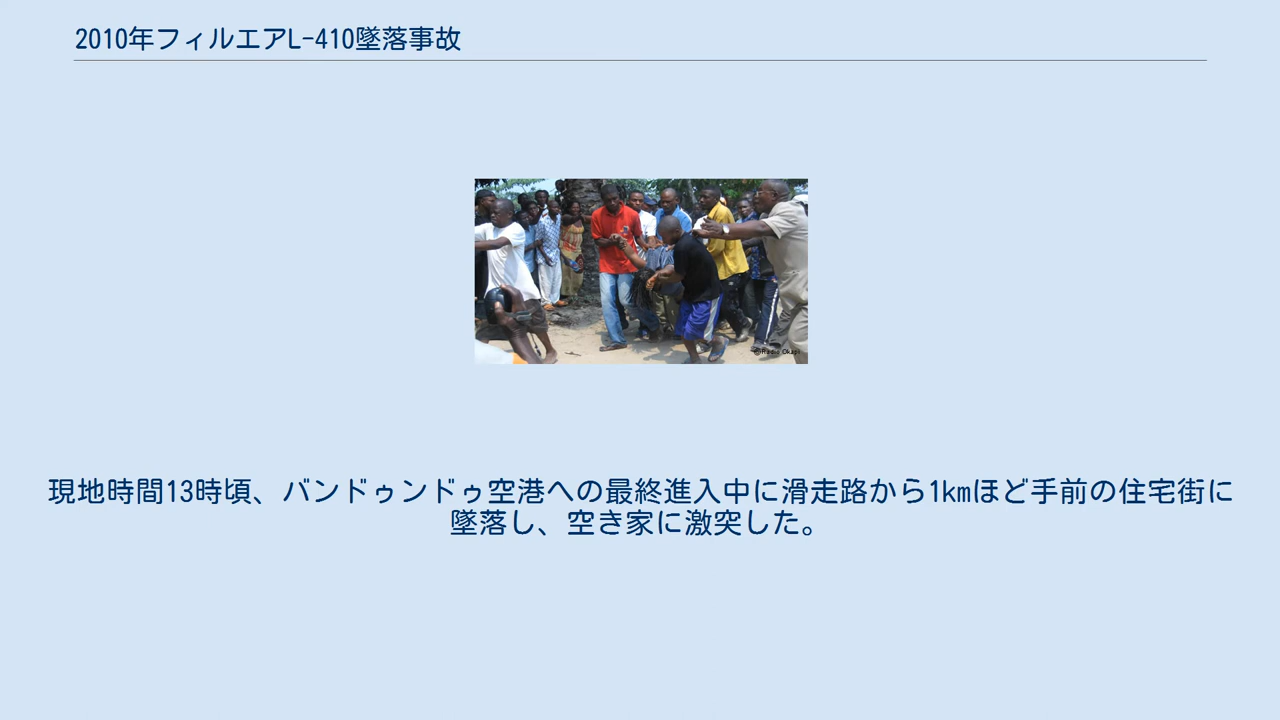 2010年フィルエアL-410墜落事故
©Radio Okapi
現地時間13時頃、バンドゥンドゥ空港への最終進入中に滑走路から1kmほど手前の住宅街に
墜落し、空き家に激突した。